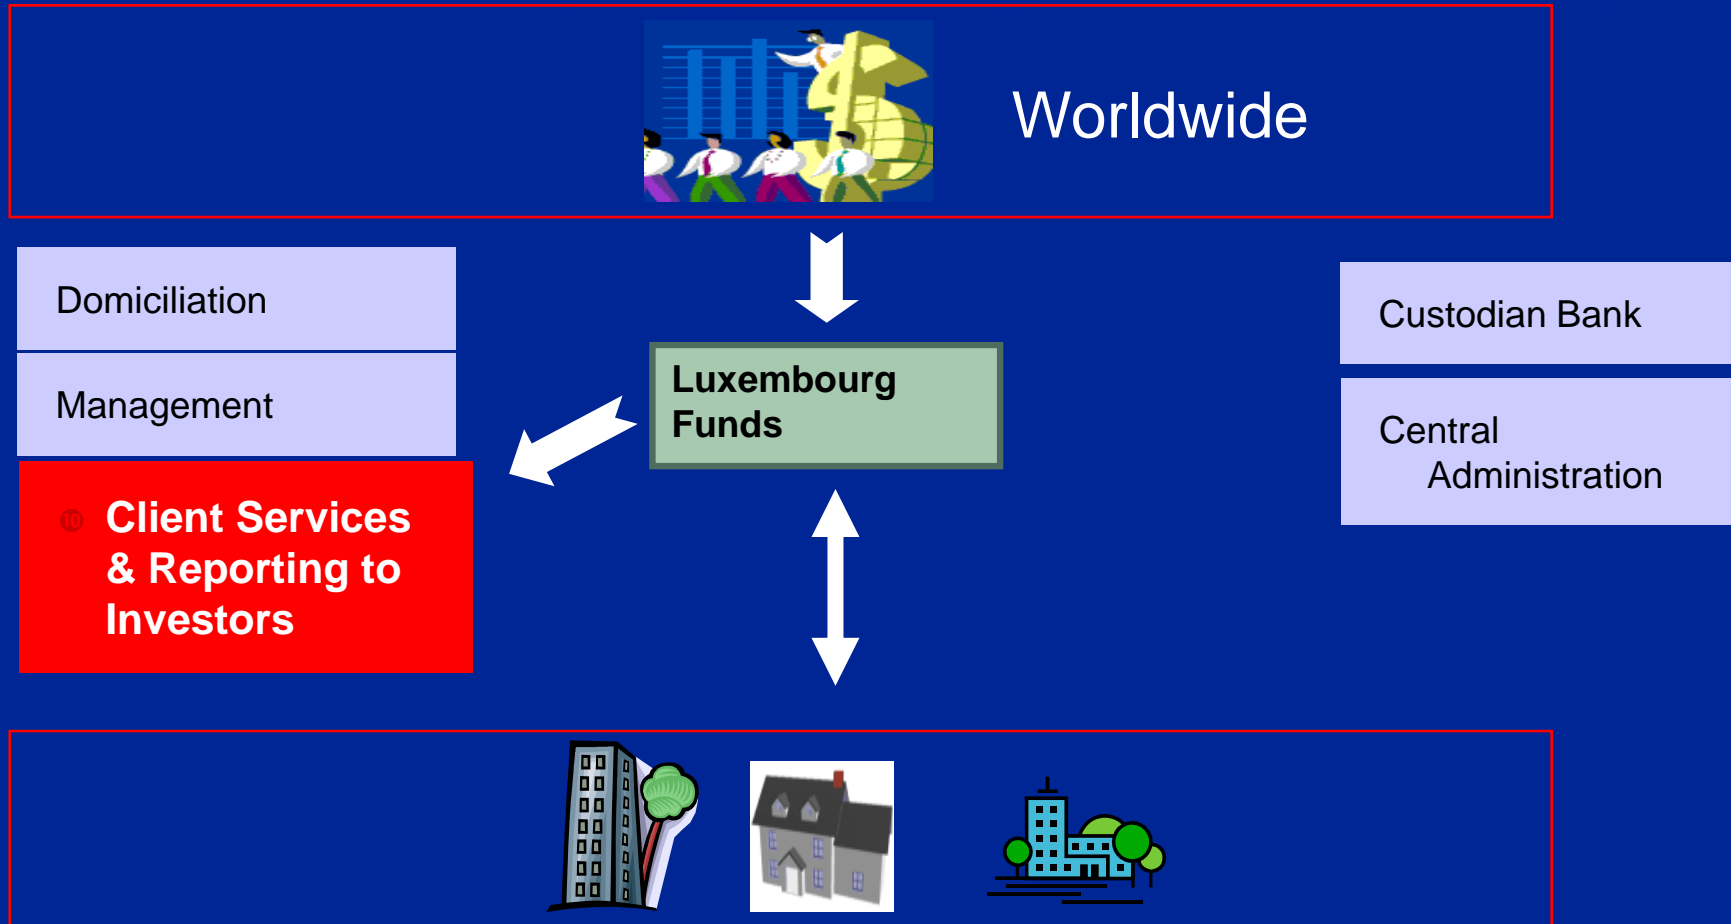 Worldwide
Domiciliation
Management
❿ Client Services
& Reporting to
Investors
Luxembourg
Funds
Custodian Bank
Central
Administration